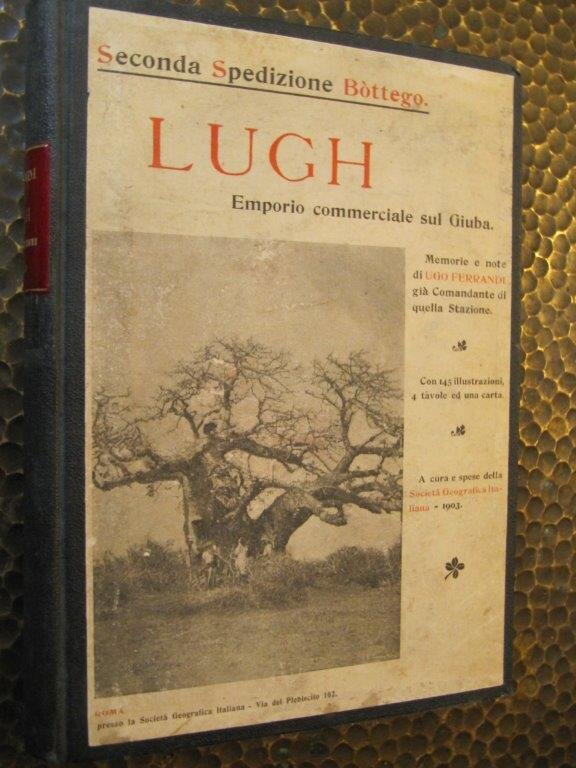 Seconda Spedizione Bòttego.
LUGH
Emporio commerciale sul Giuba.
Memorie e note
di UGO FERRANDI
già Comandante di
quella Stazione.
Con 145 illustrazioni,
4 tàvole ed una carta.
A cura e spese della
Società Geografica Ita-
liana - 1903.
ROMA
presso la Società Geografica Italiana - Via del Plebiscito 102.